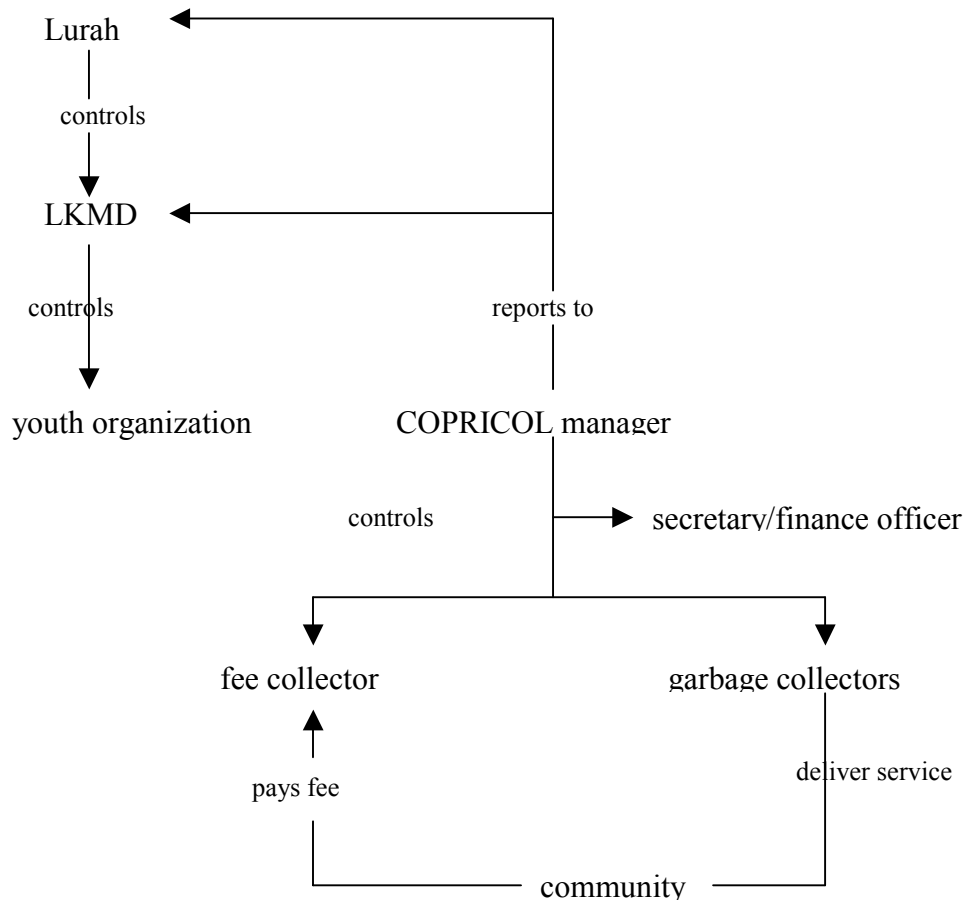 Lurah
controls
LKMD
controls
reports to
youth organization
COPRICOL manager
controls
secretary/finance officer
fee collector
garbage collectors
pays fee
deliver service
community